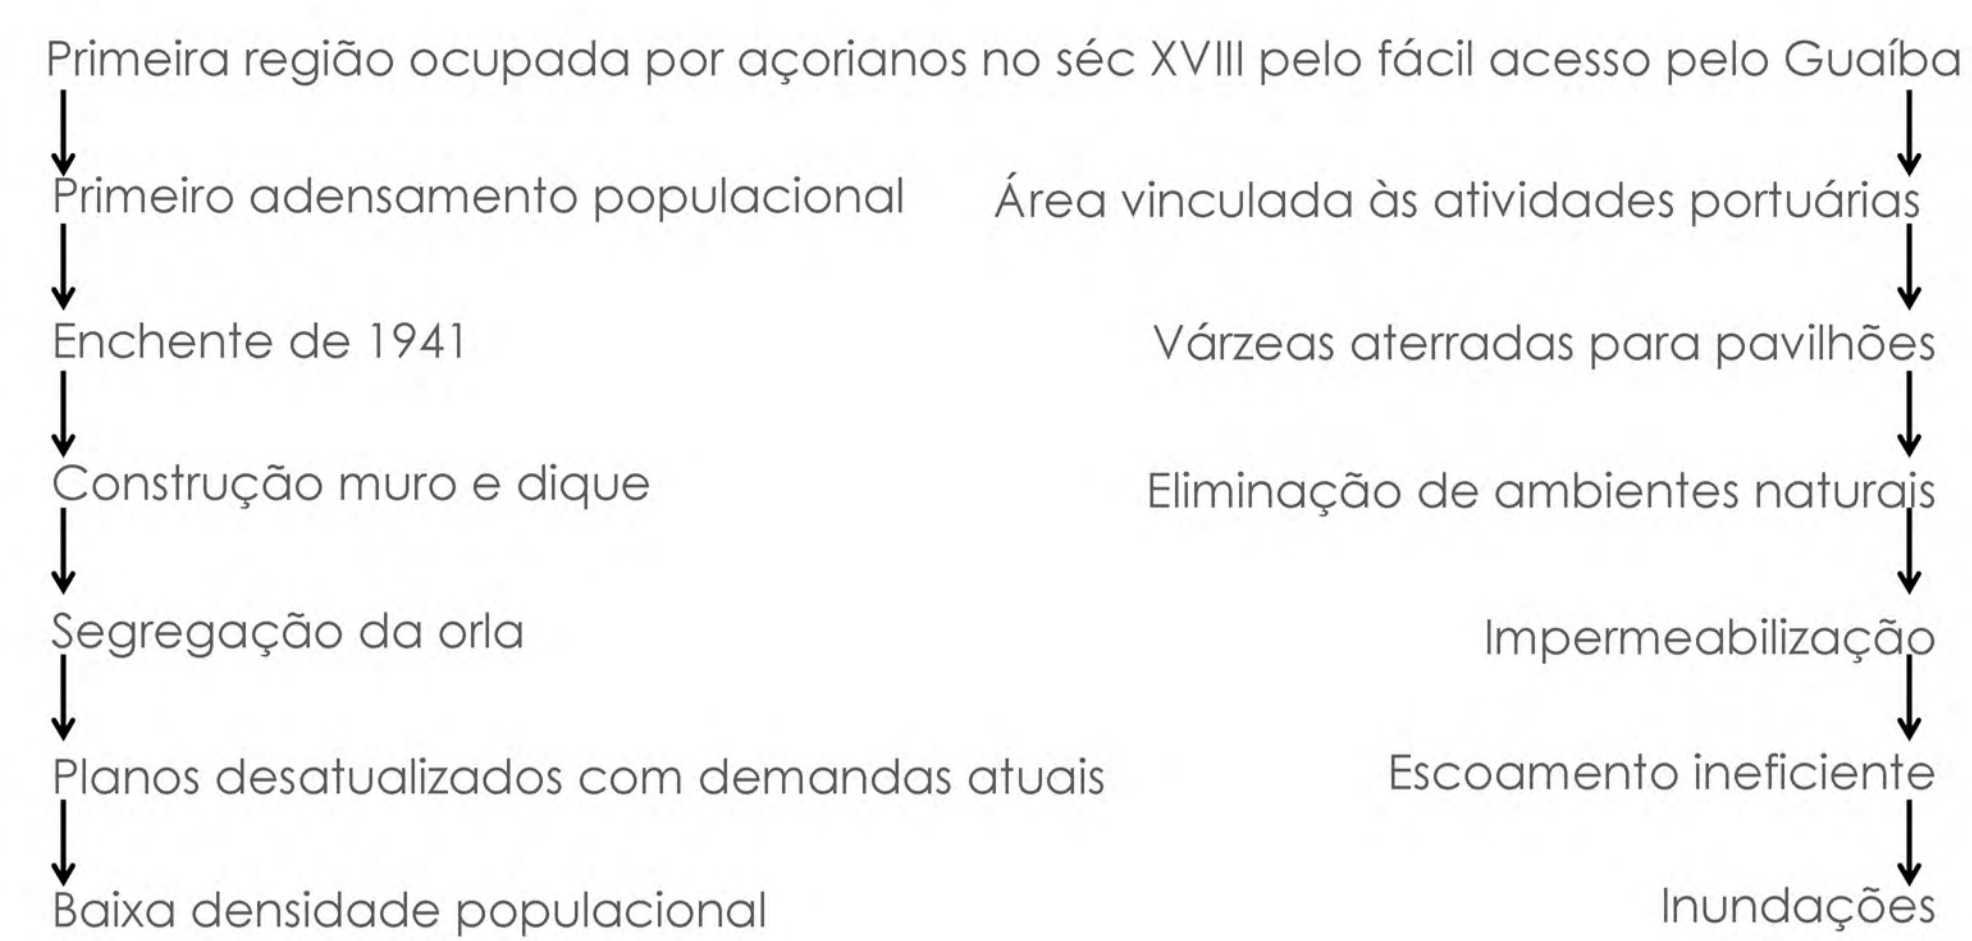 Primeira região ocupada por açorianos no séc XVIII pelo fácil acesso pelo Guaíba
Primeiro adensamento populacional
Área vinculada às atividades portuárias
Enchente de 1941
Várzeas aterradas para pavilhões
Construção muro e dique
Eliminação de ambientes naturais
Segregação da orla
Impermeabilização
Planos desatualizados com demandas atuais
Escoamento ineficiente
Baixa densidade populacional
Inundações